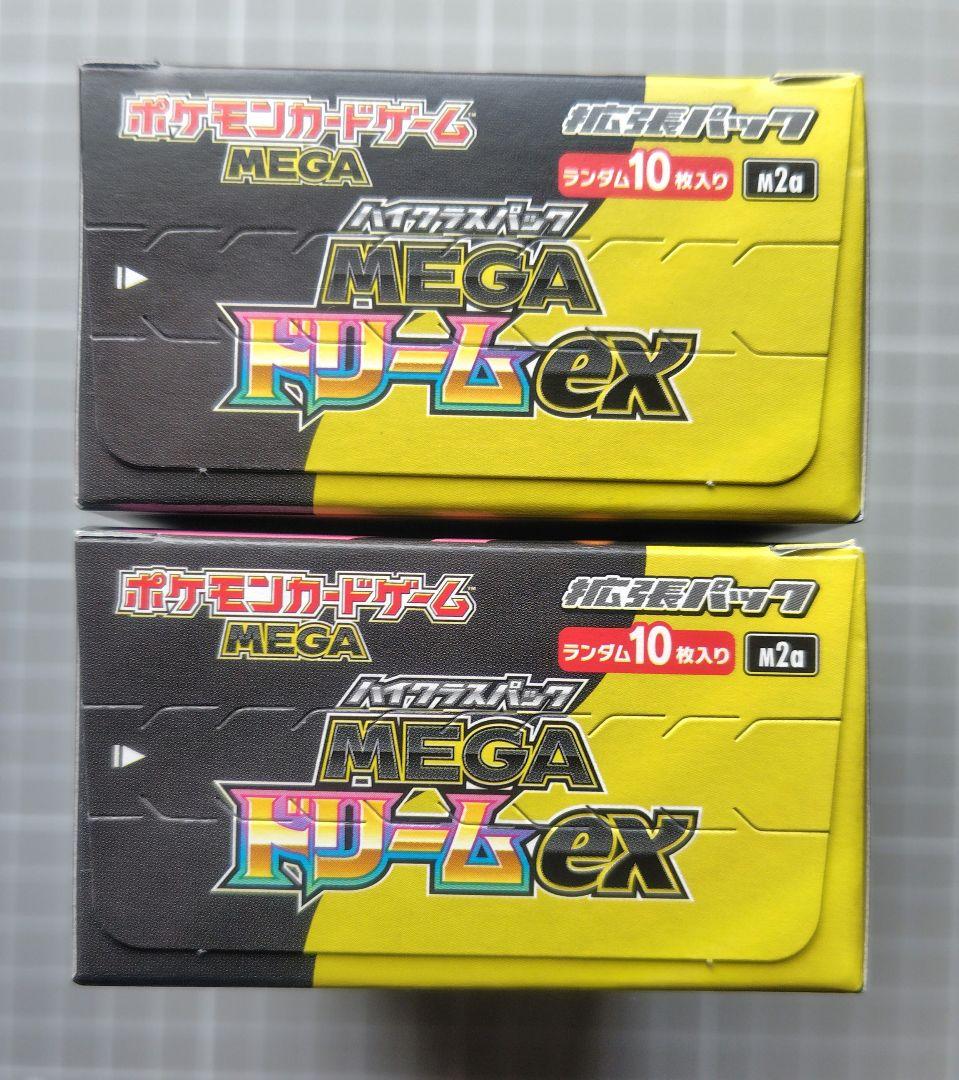 ポケモンカードゲーム™
MEGA
拡張パック
ランダム10枚入り
M2a
ハイクラスパック
MEGA
ドリームex
ポケモンカードゲーム™
MEGA
拡張パック
ランダム10枚入り
M2a
ハイクラスパック
MEGA
ドリームex